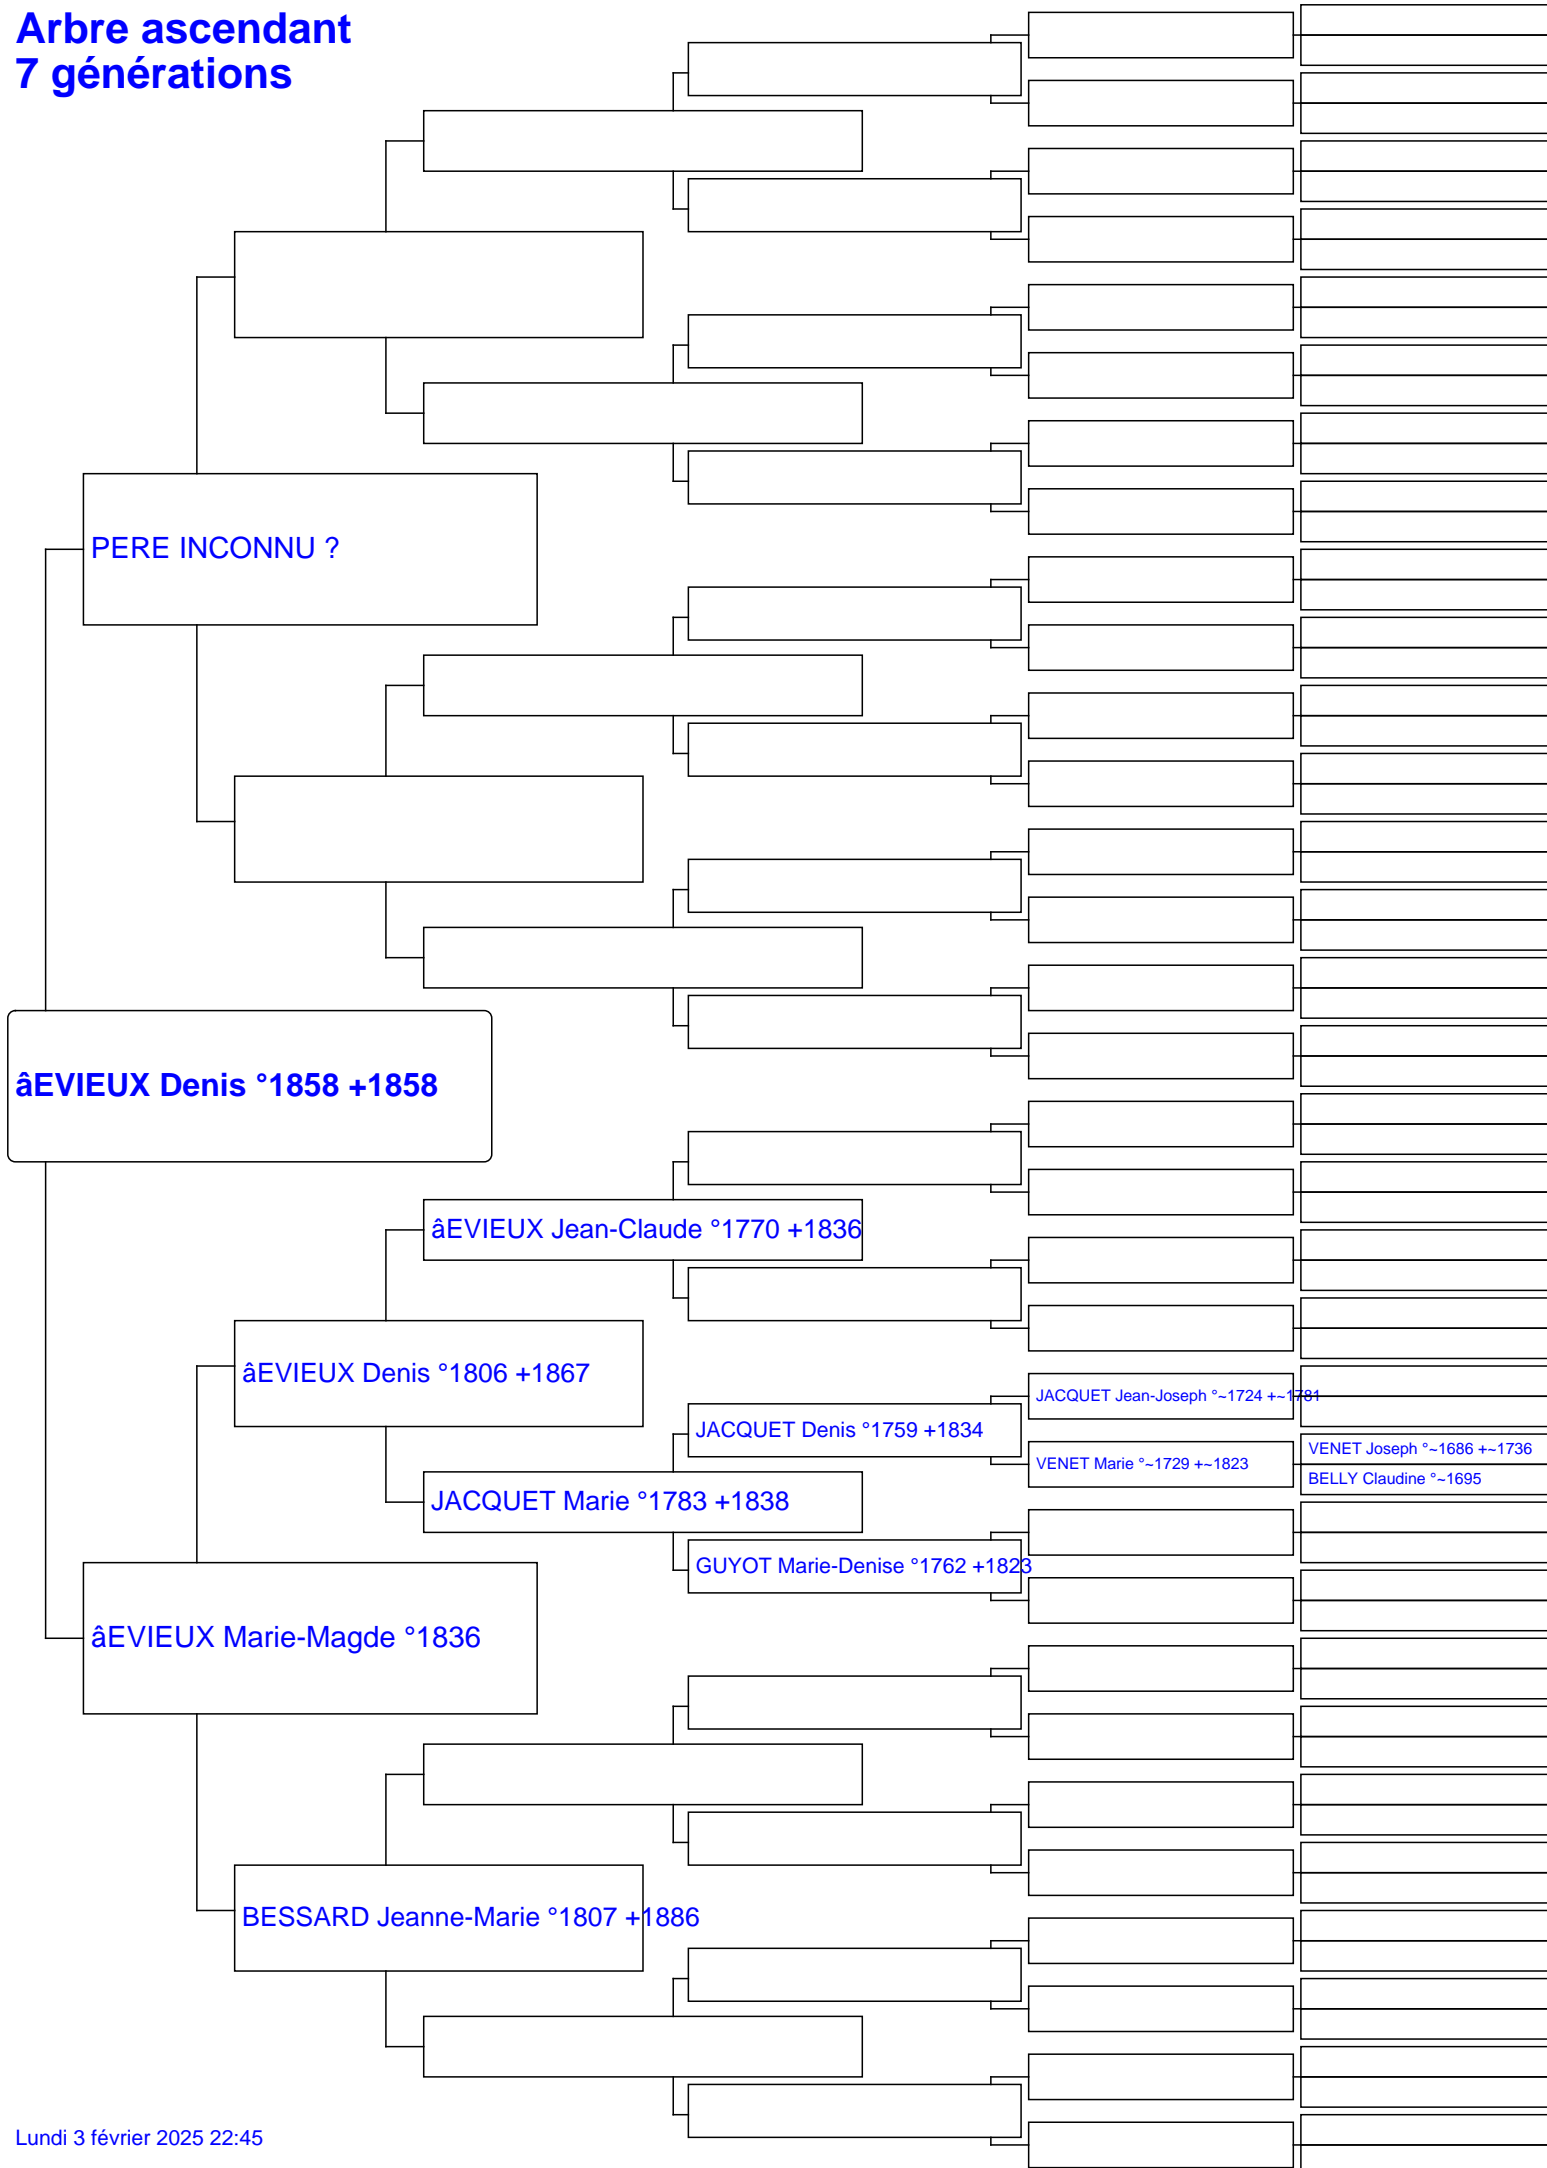 Arbre ascendant
7 générations
PERE INCONNU ?
âEVIEUX Denis °1858 +1858
âEVIEUX Jean-Claude °1770 +1836
âEVIEUX Denis °1806 +1867
JACQUET Jean-Joseph °~1724 +~1781
JACQUET Denis °1759 +1834
VENET Joseph °~1686 +~1736
VENET Marie °~1729 +~1823
BELLY Claudine °~1695
JACQUET Marie °1783 +1838
GUYOT Marie-Denise °1762 +1823
âEVIEUX Marie-Magde °1836
BESSARD Jeanne-Marie °1807 +1886
Lundi 3 février 2025 22:45